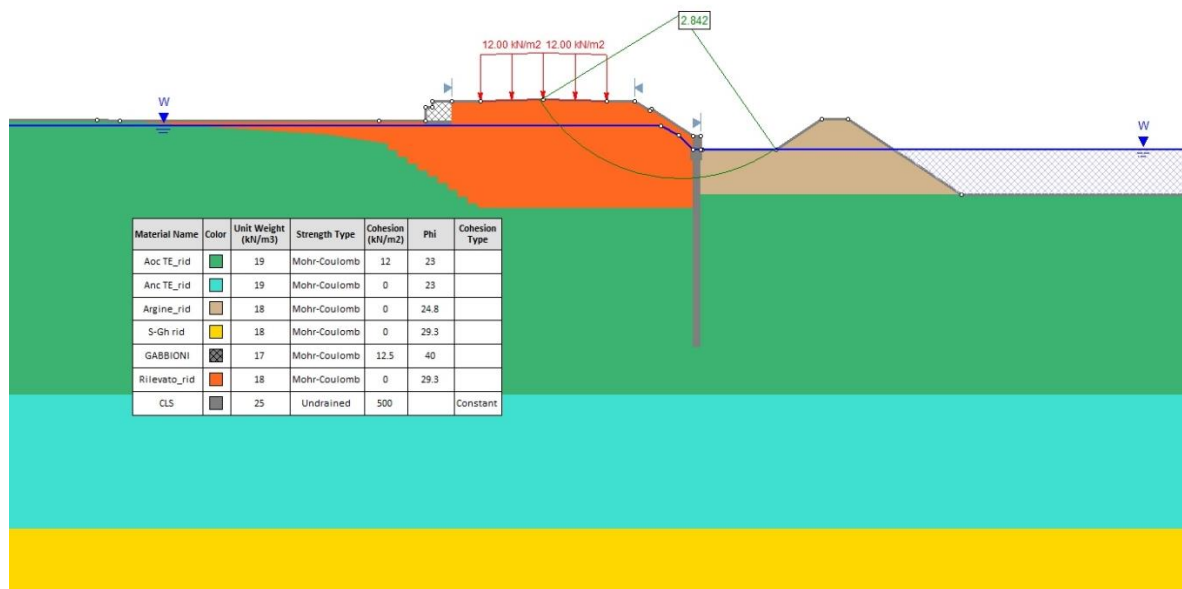 2.842
12.00 kN/m2 12.00 kN/m2
W
W
Material Name Color Unit Weight (kN/m3) Strength Type Cohesion (kN/m2) Phi Cohesion Type
Aoc TE_rid 19 Mohr-Coulomb 12 23
Anc TE_rid 19 Mohr-Coulomb 0 23
Argine_rid 18 Mohr-Coulomb 0 24.8
S-Gh rid 18 Mohr-Coulomb 0 29.3
GABBIONI 17 Mohr-Coulomb 12.5 40
Rilevato_rid 18 Mohr-Coulomb 0 29.3
CLS 25 Undrained 500 Constant